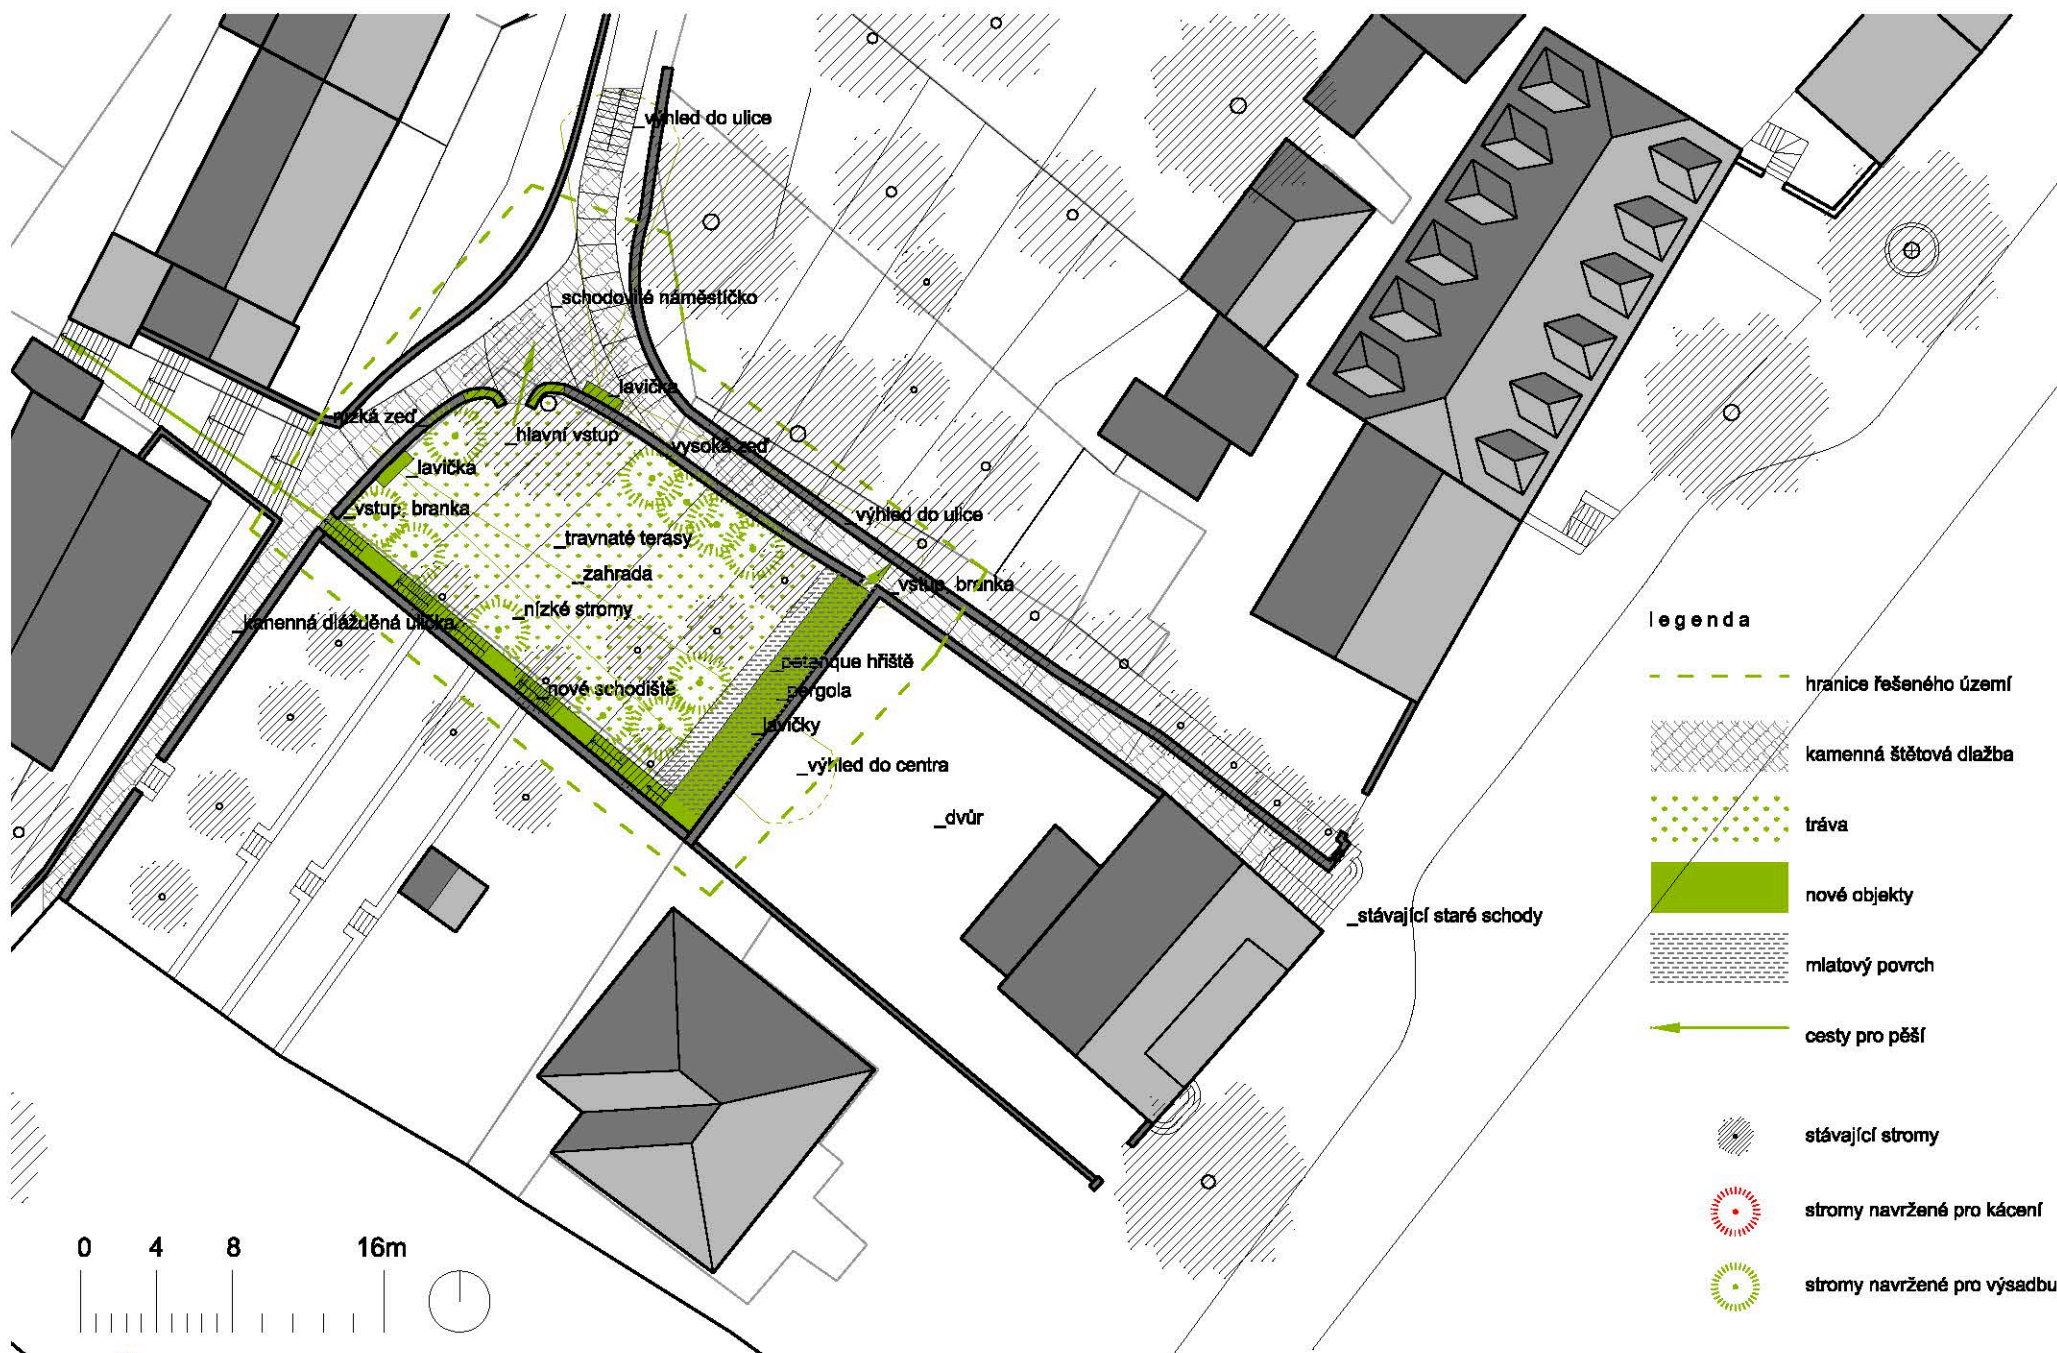 _výhled do ulice
_schodovité náměstíčko
_lavička
_nízká zeď
_hlavní vstup
_vysoká zeď
_lavička
_vstup, branka
_výhled do ulice
_travnaté terasy
_zahrada
_vstup, branka
_nízké stromy
_kamenná dlážděná ulička
_petanque hřiště
_nové schodiště
_pergola
_lavičky
_výhled do centra
_dvůr
_stávající staré schody
legenda
hranice řešeného území
kamenná štětová dlažba
tráva
nové objekty
mlatový povrch
cesty pro pěší
stávající stromy
stromy navržené pro kácení
stromy navržené pro výsadbu
0 4 8 16m